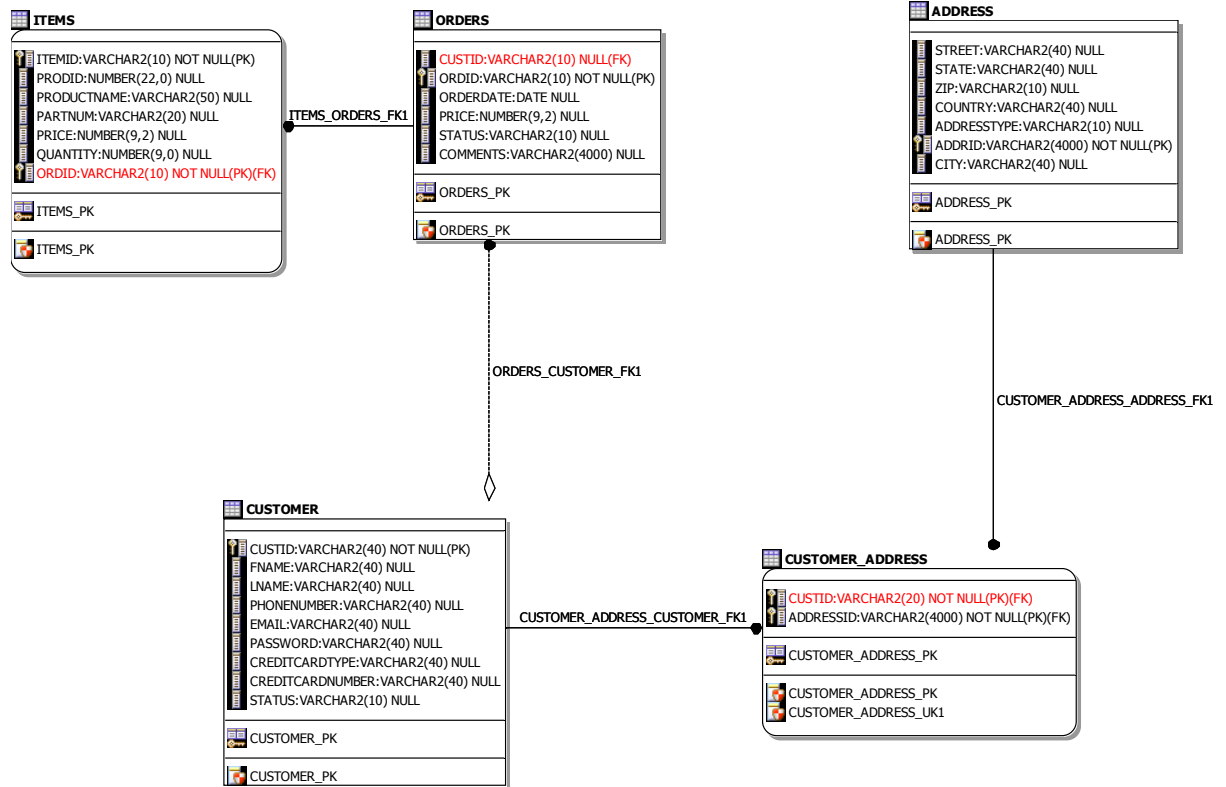 ITEMS
ITEMID:VARCHAR2(10) NOT NULL(PK)
PRODID:NUMBER(22,0) NULL
PRODUCTNAME:VARCHAR2(50) NULL
PARTNUM:VARCHAR2(20) NULL
PRICE:NUMBER(9,2) NULL
QUANTITY:NUMBER(9,0) NULL
ORDID:VARCHAR2(10) NOT NULL(PK)(FK)
ITEMS_PK
ITEMS_PK
ITEMS_ORDERS_FK1
ORDERS
CUSTID:VARCHAR2(10) NULL(FK)
ORDID:VARCHAR2(10) NOT NULL(PK)
ORDERDATE:DATE NULL
PRICE:NUMBER(9,2) NULL
STATUS:VARCHAR2(10) NULL
COMMENTS:VARCHAR2(4000) NULL
ORDERS_PK
ORDERS_PK
ADDRESS
STREET:VARCHAR2(40) NULL
STATE:VARCHAR2(40) NULL
ZIP:VARCHAR2(10) NULL
COUNTRY:VARCHAR2(40) NULL
ADDRESSTYPE:VARCHAR2(10) NULL
ADDRID:VARCHAR2(4000) NOT NULL(PK)
CITY:VARCHAR2(40) NULL
ADDRESS_PK
ADDRESS_PK
ORDERS_CUSTOMER_FK1
CUSTOMER_ADDRESS_ADDRESS_FK1
CUSTOMER
CUSTID:VARCHAR2(40) NOT NULL(PK)
FNAME:VARCHAR2(40) NULL
LNAME:VARCHAR2(40) NULL
PHONENUMBER:VARCHAR2(40) NULL
EMAIL:VARCHAR2(40) NULL
PASSWORD:VARCHAR2(40) NULL
CREDITCARDTYPE:VARCHAR2(40) NULL
CREDITCARDNUMBER:VARCHAR2(40) NULL
STATUS:VARCHAR2(10) NULL
CUSTOMER_PK
CUSTOMER_PK
CUSTOMER_ADDRESS_CUSTOMER_FK1
CUSTOMER_ADDRESS
CUSTID:VARCHAR2(20) NOT NULL(PK)(FK)
ADDRESSID:VARCHAR2(4000) NOT NULL(PK)(FK)
CUSTOMER_ADDRESS_PK
CUSTOMER_ADDRESS_PK
CUSTOMER_ADDRESS_UK1